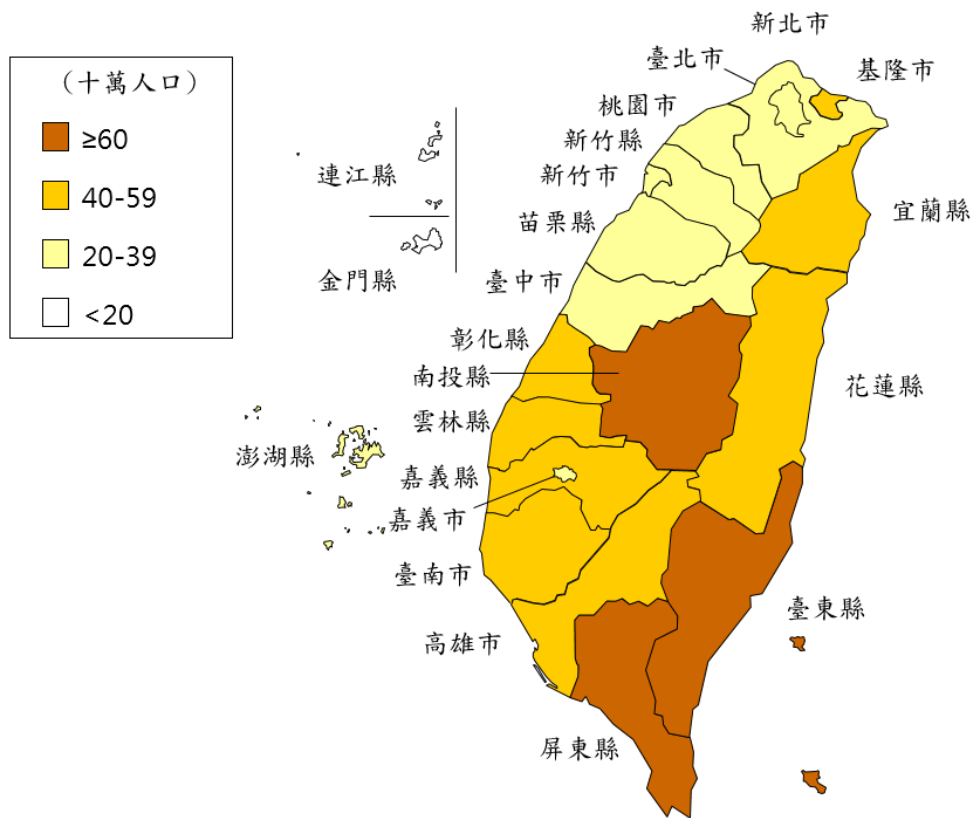 （十萬人口）
≥60
40-59
20-39
<20
新北市
臺北市
基隆市
桃園市
新竹縣
連江縣
新竹市
苗栗縣
宜蘭縣
金門縣
臺中市
彰化縣
南投縣
花蓮縣
雲林縣
澎湖縣
嘉義縣
嘉義市
臺南市
臺東縣
高雄市
屏東縣